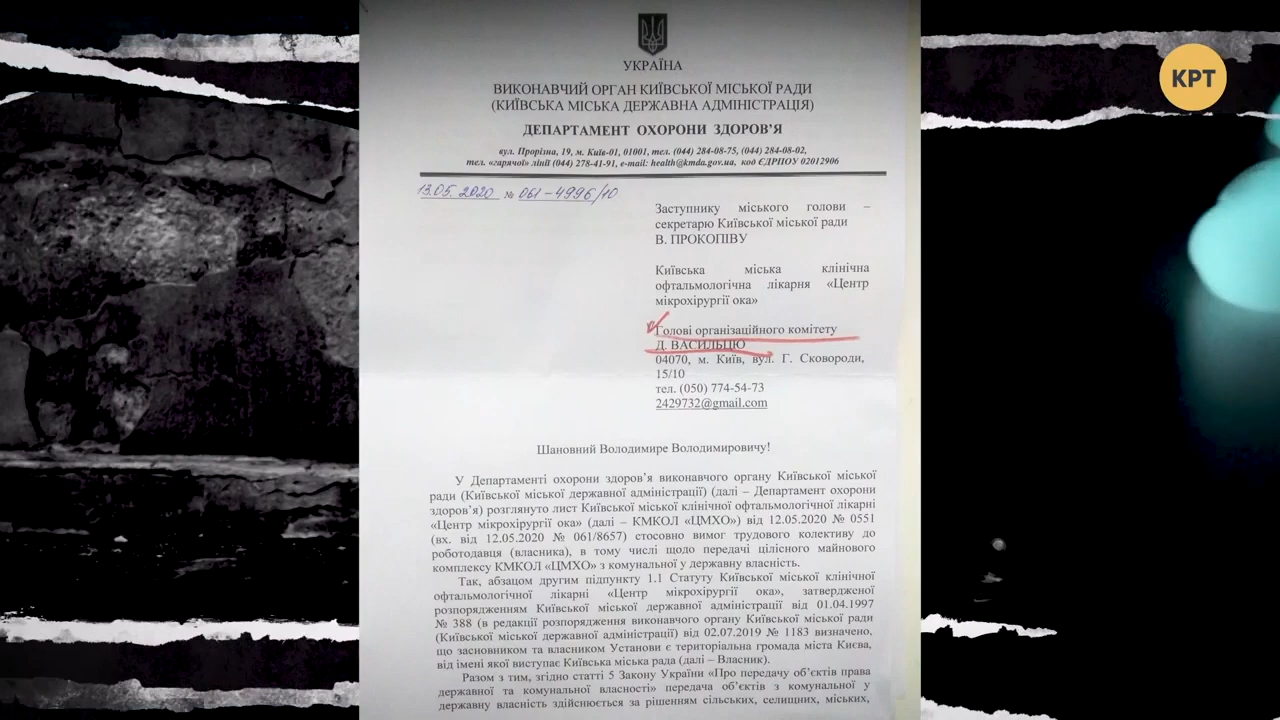 КРТ
УКРАЇНА
ВИКОНАВЧИЙ ОРГАН КИЇВСЬКОЇ МІСЬКОЇ РАДИ
(КИЇВСЬКА МІСЬКА ДЕРЖАВНА АДМІНІСТРАЦІЯ)
ДЕПАРТАМЕНТ ОХОРОНИ ЗДОРОВ'Я
вул. Прорізна, 19, м. Київ-01, 01001, тел. (044) 284-08-75, 284-08-02,
тел. «гарячої» лінії (044) 278-41-91, e-mail: health@kmda.gov.ua, код ЄДРПОУ 02012906
13.05.2020 № 061-4996/10
Заступнику міського голови –
секретарю Київської міської ради
В. ПРОКОПІВУ
Київська міська клінічна
офтальмологічна лікарня «Центр
мікрохірургії ока»
Голові організаційного комітету
Д. ВАСИЛЬЦЮ
04070, м. Київ, вул. Г. Сковороди,
15/10
тел. (050) 774-54-73
2429732@gmail.com
Шановний Володимире Володимировичу!
У Департаменті охорони здоров'я виконавчого органу Київської міської
ради (Київської міської державної адміністрації) (далі – Департамент охорони
здоров'я) розглянуто лист Київської міської клінічної офтальмологічної лікарні
«Центр мікрохірургії ока» (далі – КМКОЛ «ЦМХО») від 12.05.2020 № 0551
(вх. від 12.05.2020 № 061/8657) стосовно вимог трудового колективу до
роботодавця (власника), в тому числі щодо передачі цілісного майнового
комплексу КМКОЛ «ЦМХО» з комунальної у державну власність.
Так, абзацом другим підпункту 1.1 Статуту Київської міської клінічної
офтальмологічної лікарні «Центр мікрохірургії ока», затвердженої
розпорядженням Київської міської державної адміністрації від 01.04.1997
№ 388 (в редакції розпорядження виконавчого органу Київської міської ради
(Київської міської державної адміністрації) від 02.07.2019 № 1183 визначено,
що засновником та власником Установи є територіальна громада міста Києва,
від імені якої виступає Київська міська рада (далі – Власник).
Разом з тим, згідно статті 5 Закону України «Про передачу об'єктів права
державної та комунальної власності» передача об'єктів з комунальної у
державну власність здійснюється за рішенням сільських, селищних, міських,